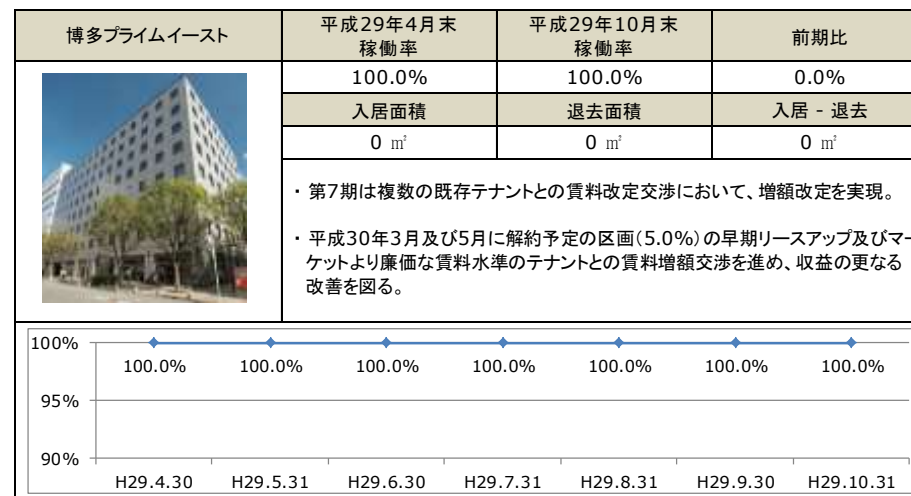 博多プライムイースト
平成29年4月末
稼働率
平成29年10月末
稼働率
前期比
100.0%
100.0%
0.0%
入居面積
退去面積
入居 - 退去
0 ㎡
0 ㎡
0 ㎡
・ 第7期は複数の既存テナントとの賃料改定交渉において、増額改定を実現。
・ 平成30年3月及び5月に解約予定の区画(5.0%)の早期リースアップ及びマー
ケットより廉価な賃料水準のテナントとの賃料増額交渉を進め、収益の更なる
改善を図る。
100%
100.0% 100.0% 100.0% 100.0% 100.0% 100.0% 100.0%
95%
90%
H29.4.30 H29.5.31 H29.6.30 H29.7.31 H29.8.31 H29.9.30 H29.10.31